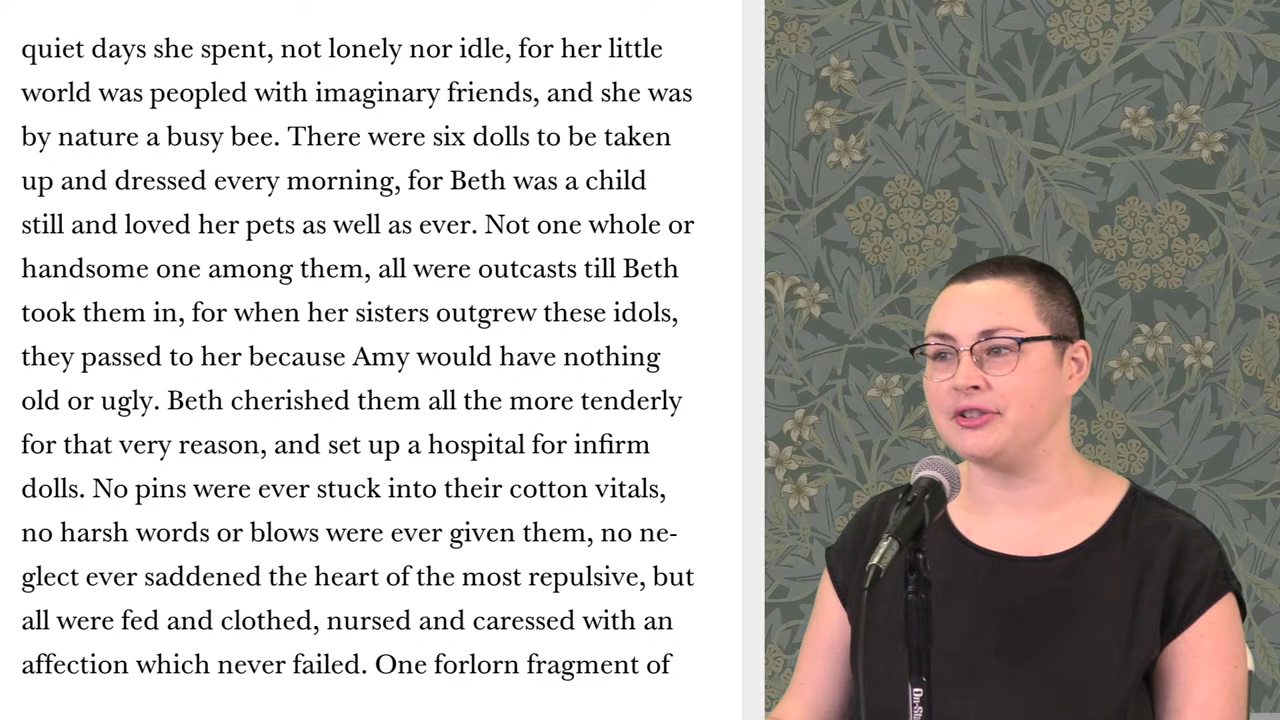 quiet days she spent, not lonely nor idle, for her little
world was peopled with imaginary friends, and she was
by nature a busy bee. There were six dolls to be taken
up and dressed every morning, for Beth was a child
still and loved her pets as well as ever. Not one whole or
handsome one among them, all were outcasts till Beth
took them in, for when her sisters outgrew these idols,
they passed to her because Amy would have nothing
old or ugly. Beth cherished them all the more tenderly
for that very reason, and set up a hospital for infirm
dolls. No pins were ever stuck into their cotton vitals,
no harsh words or blows were ever given them, no ne-
glect ever saddened the heart of the most repulsive, but
all were fed and clothed, nursed and caressed with an
affection which never failed. One forlorn fragment of